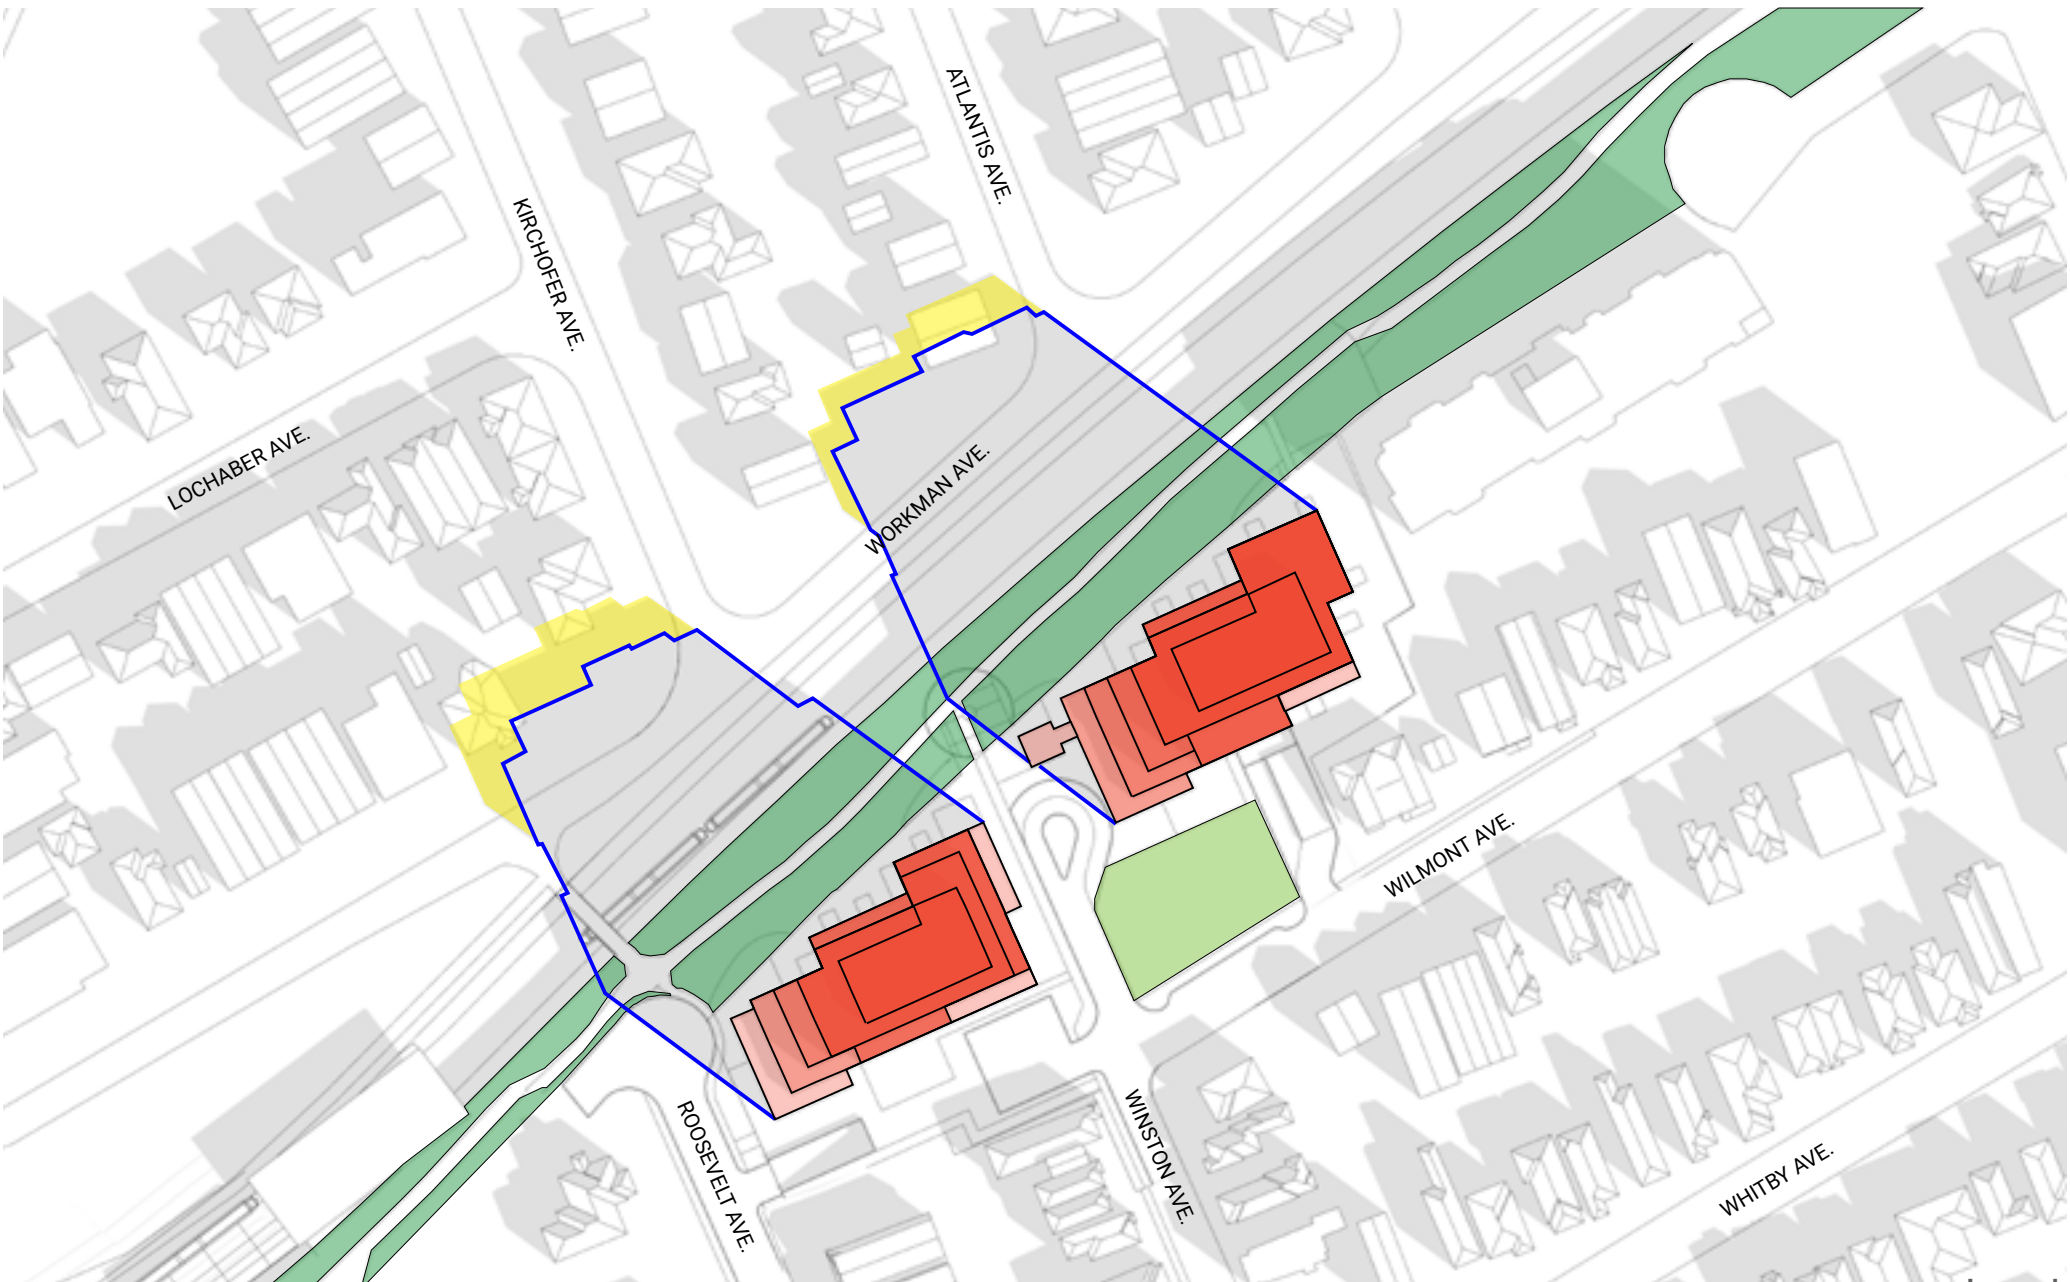 ATLANTIS AVE.
KIRCHOFER AVE.
LOCHABER AVE.
WORKMAN AVE.
WILMONT AVE.
ROOSEVELT AVE.
WINSTON AVE.
WHITBY AVE.